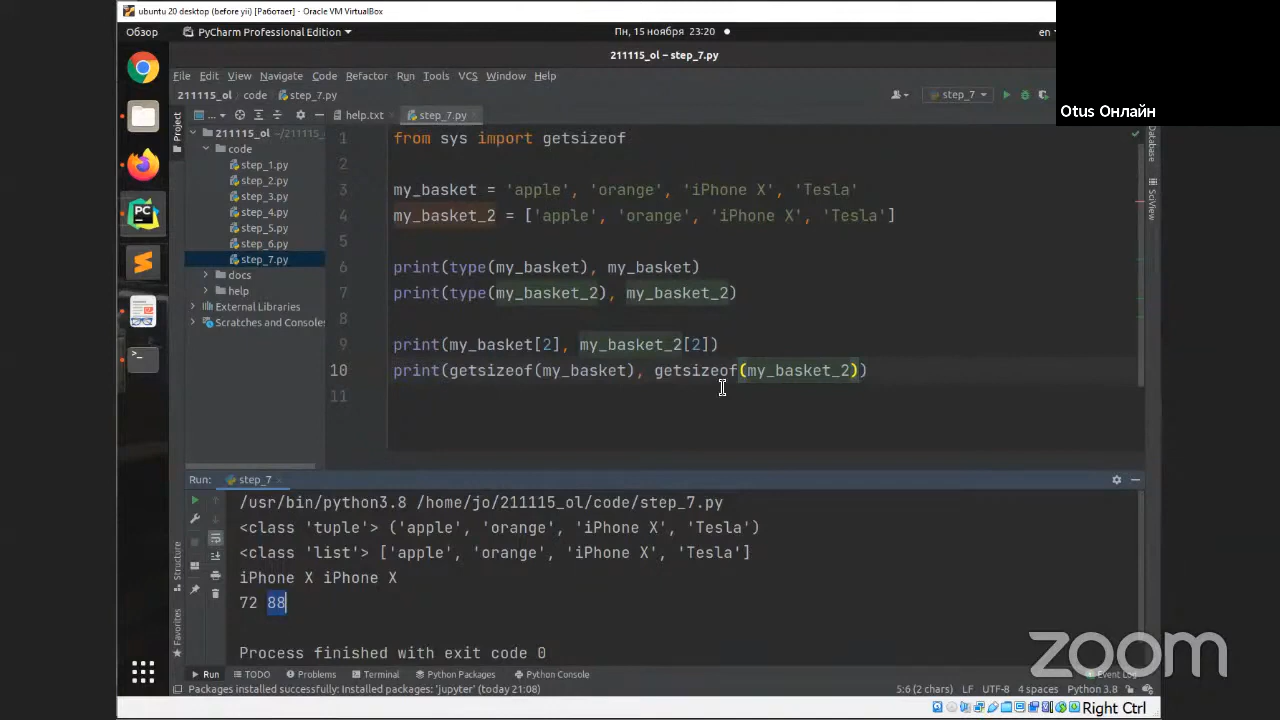 ubuntu 20 desktop (before yii) [Работает] - Oracle VM VirtualBox
Обзор PyCharm Professional Edition Пн, 15 ноября 23:20 en
211115_ol – step_7.py
File Edit View Navigate Code Refactor Run Tools VCS Window Help
211115_ol code step_7.py step_7
Otus Онлайн
Project ... help.txt step_7.py
211115_ol ~/211115_
code
step_1.py
step_2.py
step_3.py
step_4.py
step_5.py
step_6.py
step_7.py
docs
help
External Libraries
Scratches and Consoles
1 from sys import getsizeof
2
3 my_basket = 'apple', 'orange', 'iPhone X', 'Tesla'
4 my_basket_2 = ['apple', 'orange', 'iPhone X', 'Tesla']
5
6 print(type(my_basket), my_basket)
7 print(type(my_basket_2), my_basket_2)
8
9 print(my_basket[2], my_basket_2[2])
10 print(getsizeof(my_basket), getsizeof(my_basket_2))
11
Database
SciView
Run: step_7
/usr/bin/python3.8 /home/jo/211115_ol/code/step_7.py
<class 'tuple'> ('apple', 'orange', 'iPhone X', 'Tesla')
<class 'list'> ['apple', 'orange', 'iPhone X', 'Tesla']
iPhone X iPhone X
72 88
Process finished with exit code 0
Structure
Favorites
zoom
Run TODO Problems Terminal Python Packages Python Console Event Log
Packages installed successfully: Installed packages: 'jupyter' (today 21:08) 5:6 (2 chars) LF UTF-8 4 spaces Python 3.8
Right Ctrl